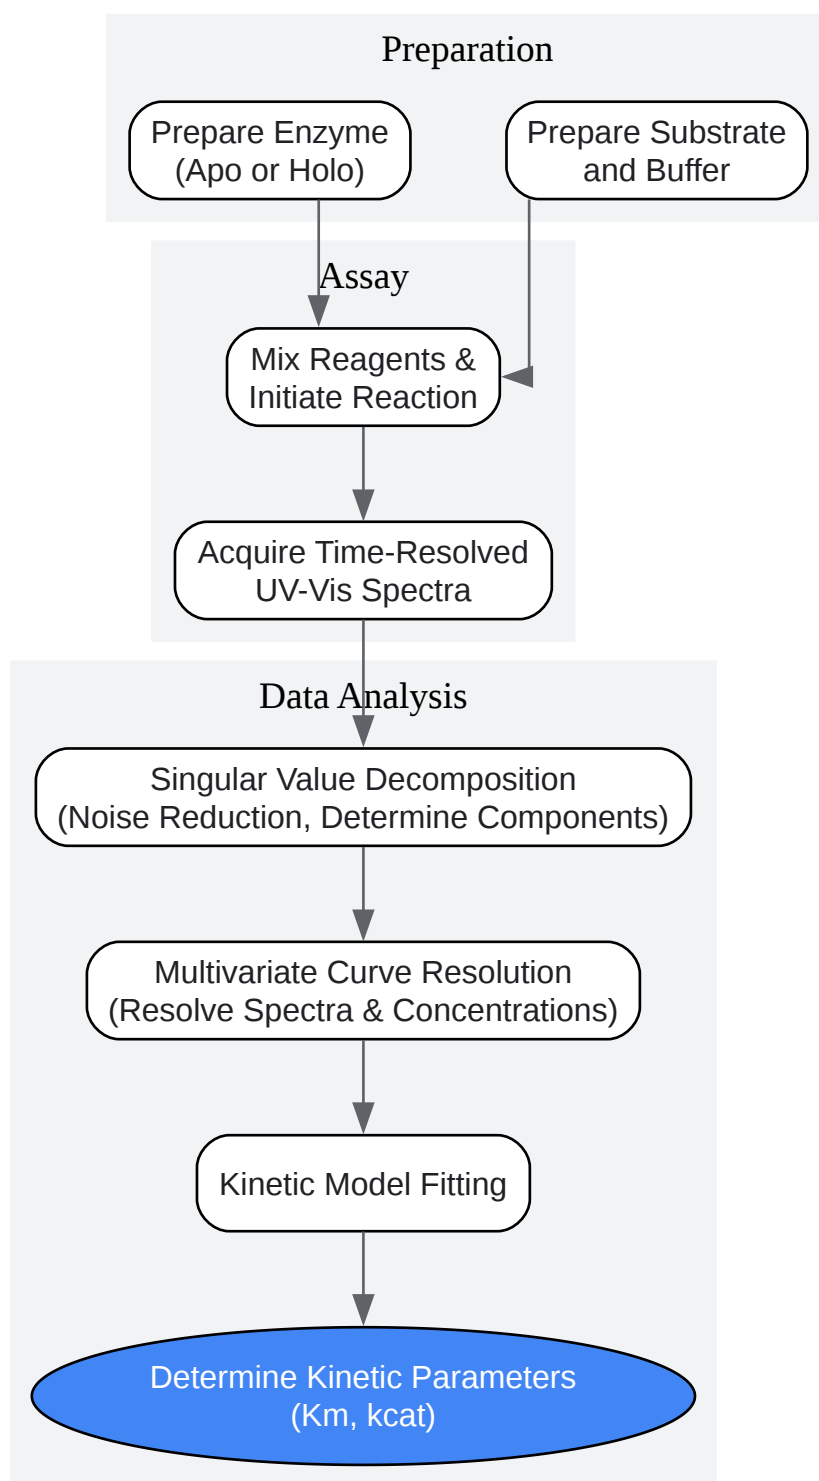 Preparation
Prepare Enzyme
(Apo or Holo)
Prepare Substrate
and Buffer
Assay
Mix Reagents &
Initiate Reaction
Acquire Time-Resolved
UV-Vis Spectra
Data Analysis
Singular Value Decomposition
(Noise Reduction, Determine Components)
Multivariate Curve Resolution
(Resolve Spectra & Concentrations)
Kinetic Model Fitting
Determine Kinetic Parameters
(Km, kcat)